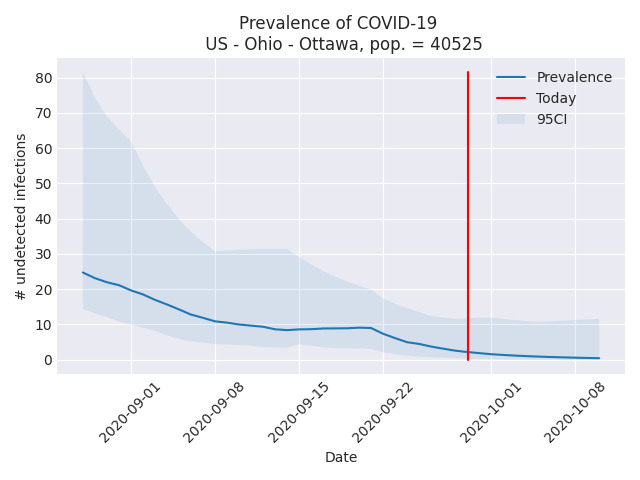 Prevalence of COVID-19
US - Ohio - Ottawa, pop. = 40525
80
70
60
50
40
30
20
10
0
# undetected infections
Prevalence
Today
95CI
2020-09-01
2020-09-08
2020-09-15
2020-09-22
2020-10-01
2020-10-08
Date